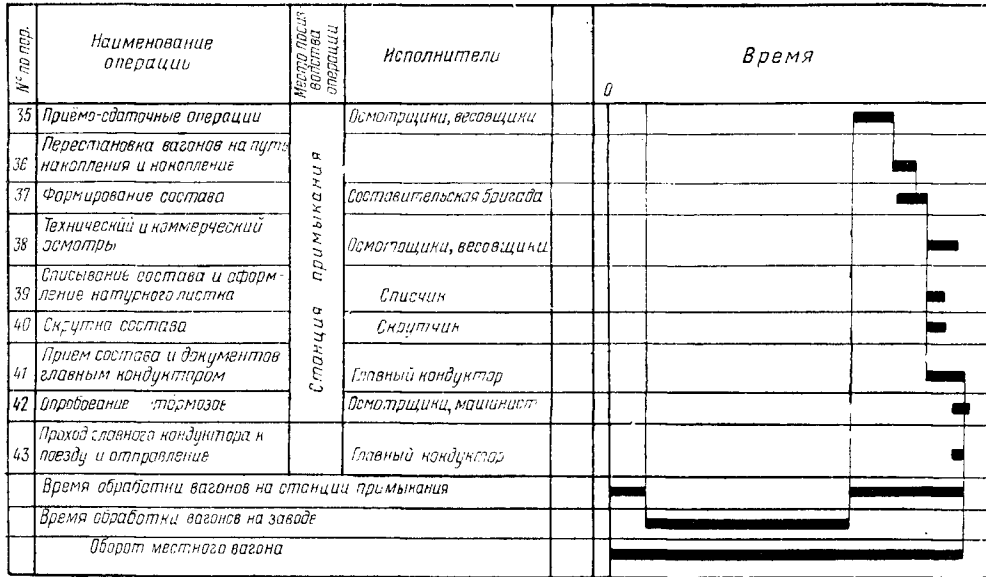 № по пор.
Наименование
операции
Место произ
водства
операции
Исполнители
Время
0
35 Приёмо-сдаточные операции Осмотрщики, весовщики
Перестановка вагонов на путь
36 накопления и накопление
37 Формирование состава Составительская бригада
Технический и коммерческий
38 осмотры Осмотрщики, весовщики
Списывание состава и оформ-
39 ление натурного листка Списчик
40 Скрутка состава Скрутчик
Прием состава и документов
41 главным кондуктором Главный кондуктор
42 Опробование тормозов Осмотрщики, машинист
Станция примыкания
Проход главного кондуктора к
43 поезду и отправление Главный кондуктор
Время обработки вагонов на станции примыкания
Время обработки вагонов на заводе
Оборот местного вагона